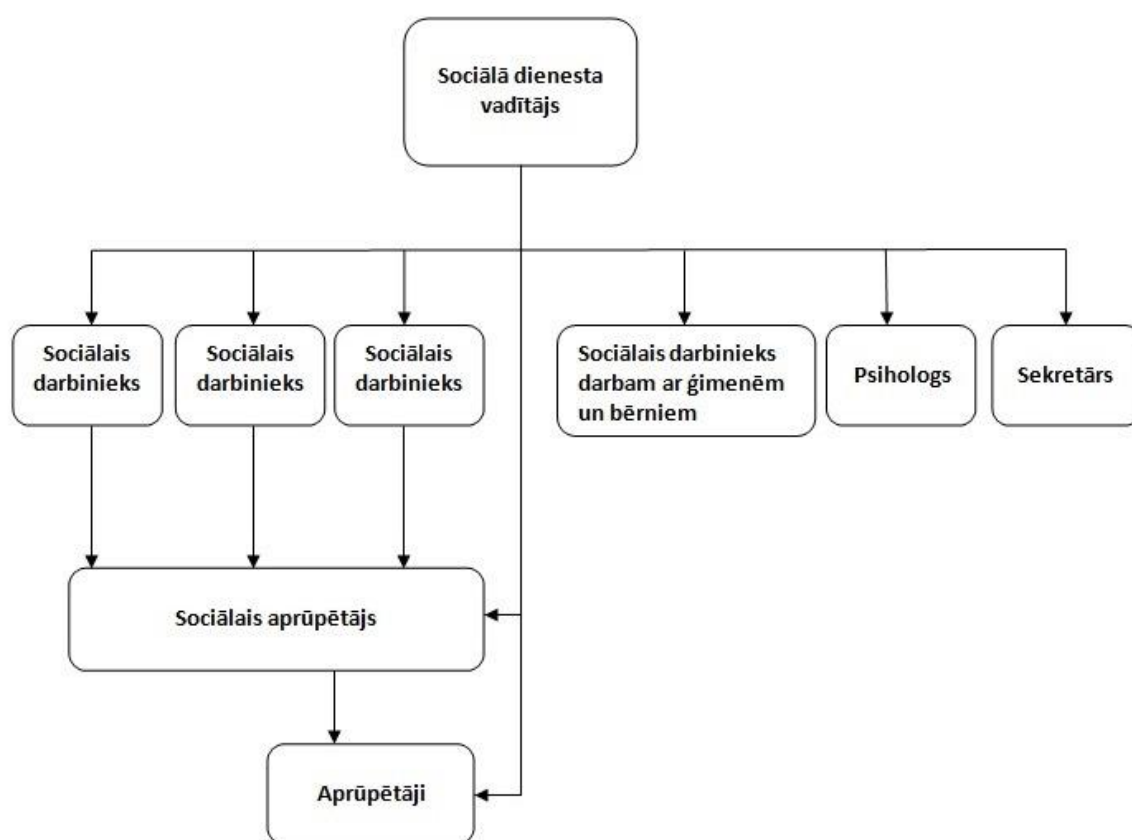 Sociālā dienesta
vadītājs
Sociālais
darbinieks
Sociālais
darbinieks
Sociālais
darbinieks
Sociālais darbinieks
darbam ar ģimenēm
un bērniem
Psihologs
Sekretārs
Sociālais aprūpētājs
Aprūpētāji